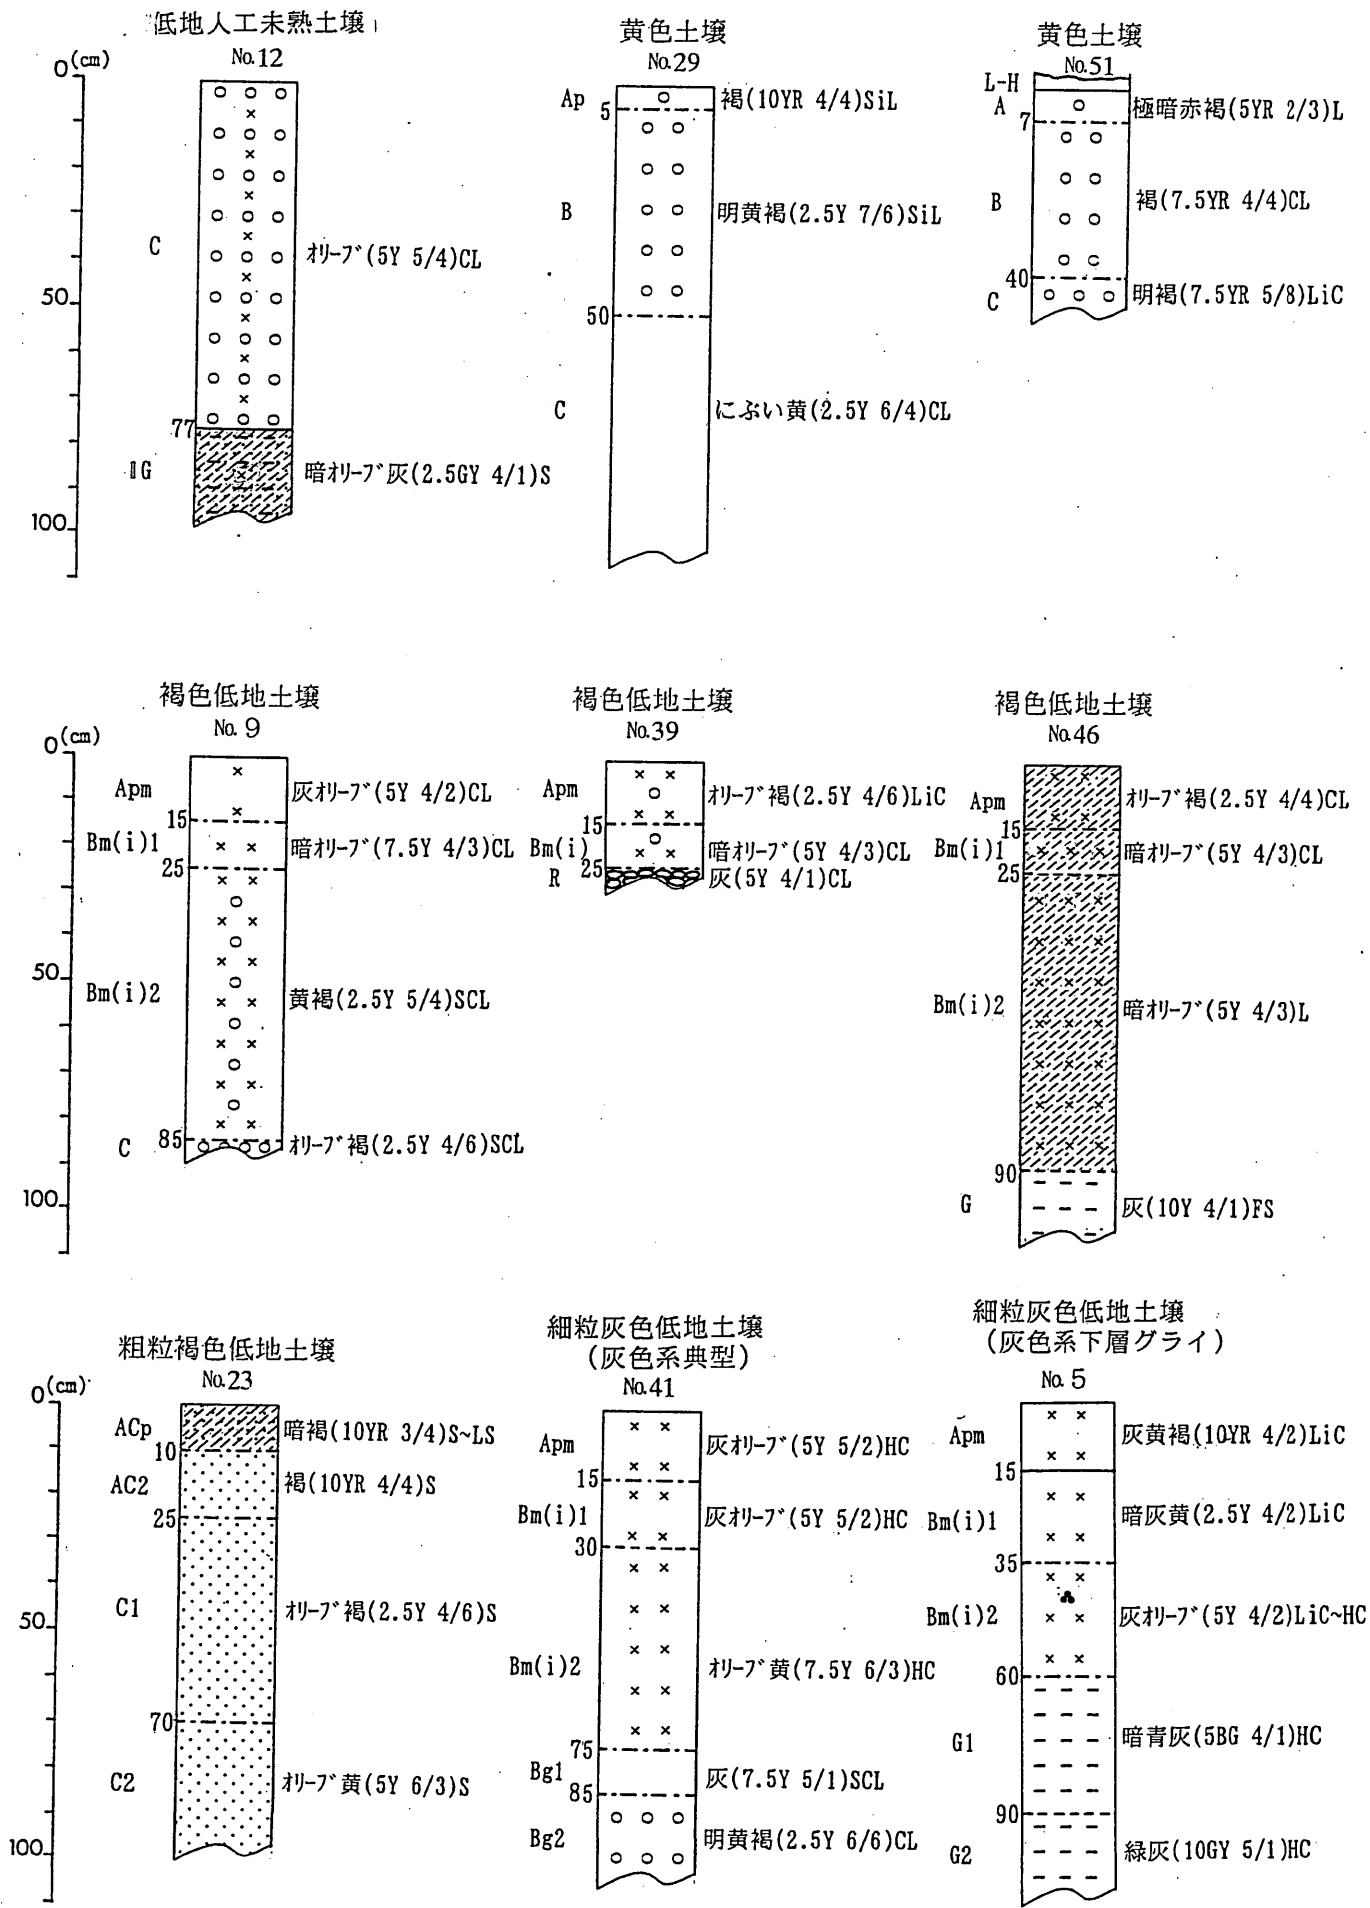 低地人工未熟土壌
No.12
0(cm)
50
100
C
77
ⅡG
オリーブ(5Y 5/4)CL
暗オリーブ灰(2.5GY 4/1)S
黄色土壌
No.29
Ap
5
B
50
C
褐(10YR 4/4)SiL
明黄褐(2.5Y 7/6)SiL
にぶい黄(2.5Y 6/4)CL
黄色土壌
No.51
L-H
A
7
B
40
C
極暗赤褐(5YR 2/3)L
褐(7.5YR 4/4)CL
明褐(7.5YR 5/8)LiC
褐色低地土壌
No.9
0(cm)
50
100
Apm
15
Bm(i)1
25
Bm(i)2
85
C
灰オリーブ(5Y 4/2)CL
暗オリーブ(7.5Y 4/3)CL
黄褐(2.5Y 5/4)SCL
オリーブ褐(2.5Y 4/6)SCL
褐色低地土壌
No.39
Apm
15
Bm(i)
25
R
オリーブ褐(2.5Y 4/6)LiC
暗オリーブ(5Y 4/3)CL
灰(5Y 4/1)CL
褐色低地土壌
No.46
Apm
15
Bm(i)1
25
Bm(i)2
90
G
オリーブ褐(2.5Y 4/4)CL
暗オリーブ(5Y 4/3)CL
暗オリーブ(5Y 4/3)L
灰(10Y 4/1)FS
粗粒褐色低地土壌
No.23
0(cm)
50
100
ACp
10
AC2
25
C1
70
C2
暗褐(10YR 3/4)S~LS
褐(10YR 4/4)S
オリーブ褐(2.5Y 4/6)S
オリーブ黄(5Y 6/3)S
細粒灰色低地土壌
(灰色系典型)
No.41
Apm
15
Bm(i)1
30
Bm(i)2
75
Bg1
85
Bg2
灰オリーブ(5Y 5/2)HC
灰オリーブ(5Y 5/2)HC
オリーブ黄(7.5Y 6/3)HC
灰(7.5Y 5/1)SCL
明黄褐(2.5Y 6/6)CL
細粒灰色低地土壌
(灰色系下層グライ)
No.5
Apm
15
Bm(i)1
35
Bm(i)2
60
G1
90
G2
灰黄褐(10YR 4/2)LiC
暗灰黄(2.5Y 4/2)LiC
灰オリーブ(5Y 4/2)LiC~HC
暗青灰(5BG 4/1)HC
緑灰(10GY 5/1)HC